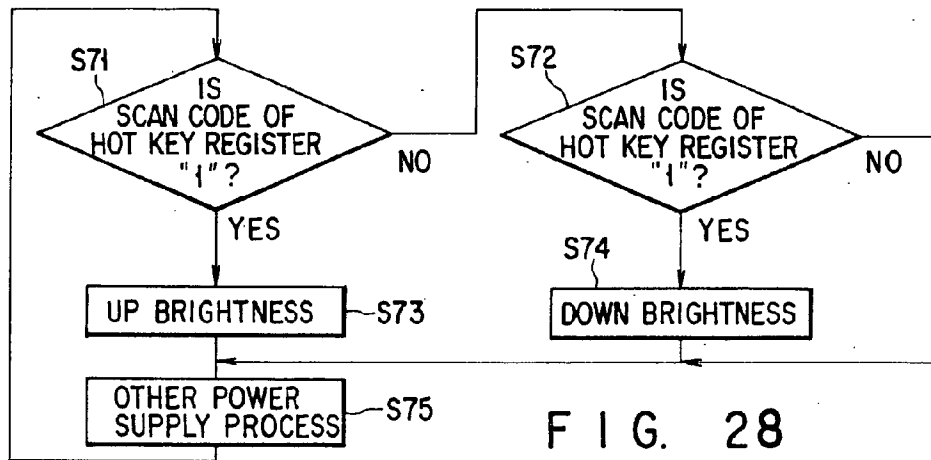 S71
IS
SCAN CODE OF
HOT KEY REGISTER
"1"?
NO
YES
S72
IS
SCAN CODE OF
HOT KEY REGISTER
"1"?
NO
YES
UP BRIGHTNESS
S73
S74
DOWN BRIGHTNESS
OTHER POWER
SUPPLY PROCESS
S75
FIG. 28